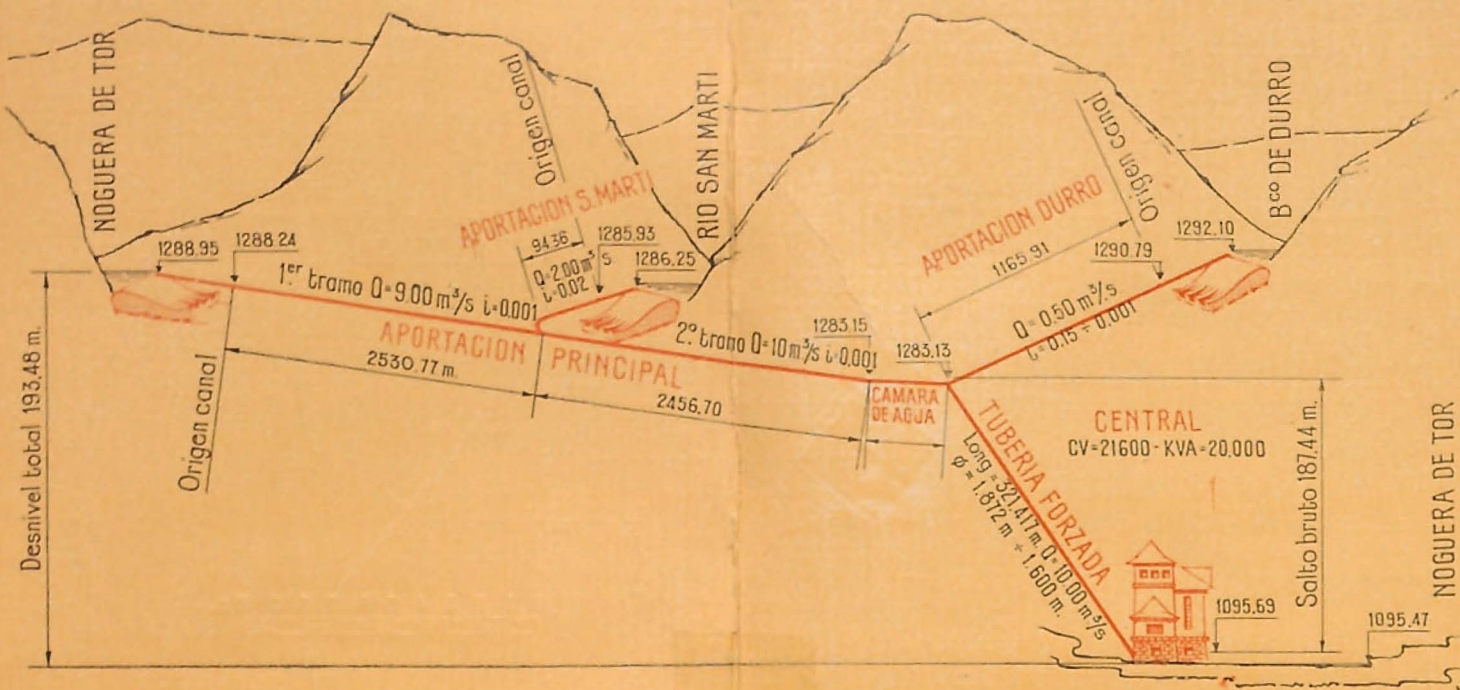 NOGUERA DE TOR
Origen canal
RIO SAN MARTI
Origen canal
Bco DE DURRO
APORTACION S. MARTI
APORTACION DURRO
1288.95
1288.24
94.36
1285.93
1286.25
Q=2.00 m³/s
i=0.02
1165.91
1290.79
1292.10
1er tramo Q=9.00 m³/s i=0.001
2º tramo Q=10 m³/s i=0.001
1283.15
1283.13
Q=0.50 m³/s
i=0.15 ÷ 0.001
APORTACION PRINCIPAL
2530.77 m.
2456.70
Origen canal
CAMARA
DE AGUA
Desnivel total 193.48 m.
TUBERIA FORZADA
Long = 321.417 m. Q=10.00 m³/s
Ø = 1.872 m ÷ 1.600 m.
CENTRAL
CV=21600 - KVA=20.000
Salto bruto 187.44 m.
1095.69
1095.47
NOGUERA DE TOR